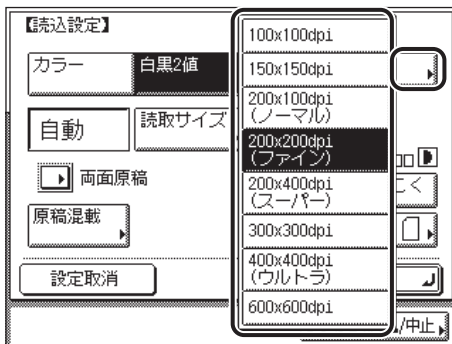 【読込設定】
カラー
白黒2値
自動
読取サイズ
両面原稿
原稿混載
設定取消
100x100dpi
150x150dpi
200x100dpi
(ノーマル)
200x200dpi
(ファイン)
200x400dpi
(スーパー)
300x300dpi
400x400dpi
(ウルトラ)
600x600dpi
く
/中止